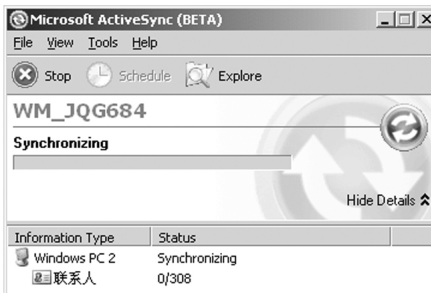 Microsoft ActiveSync (BETA)
File View Tools Help
Stop Schedule Explore
WM_JQG684
Synchronizing
Hide Details
Information Type Status
Windows PC 2 Synchronizing
联系人 0/308